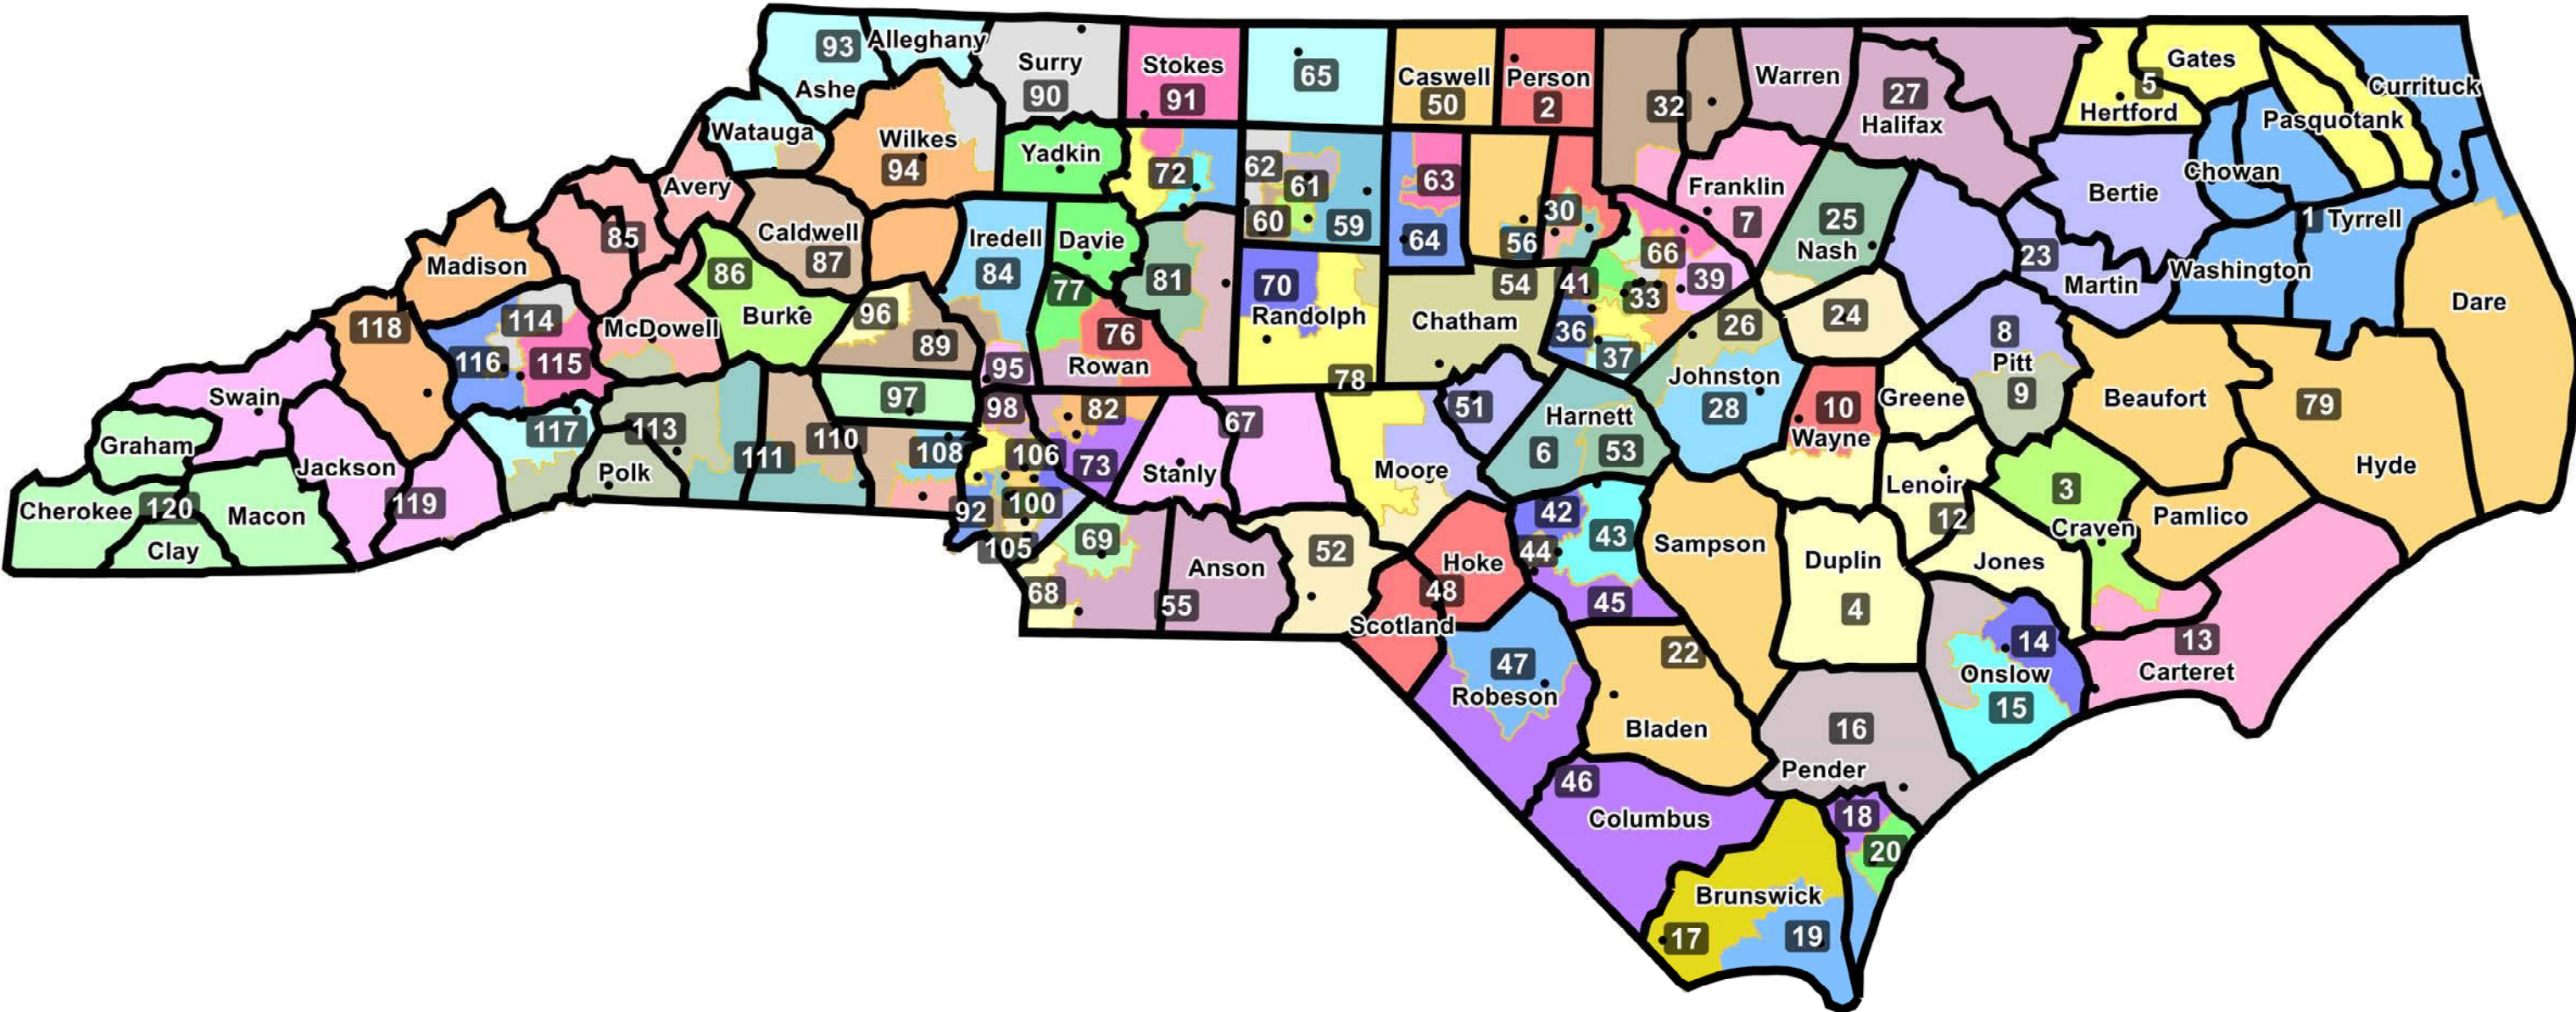 93
Alleghany
Ashe
Surry
90
Stokes
91
65
Caswell
50
Person
2
32
Warren
27
Halifax
Gates
5
Hertford
Currituck
Pasquotank
Watauga
Wilkes
94
Yadkin
72
62
61
60
59
63
64
30
56
Franklin
7
25
Nash
Bertie
Chowan
1
Tyrrell
Avery
85
Caldwell
87
Iredell
84
Davie
81
70
Randolph
54
Chatham
41
66
39
33
36
37
26
24
23
Martin
Washington
Dare
Madison
86
Burke
McDowell
96
89
77
76
Rowan
95
78
118
114
116
115
Swain
Graham
Jackson
Cherokee
120
Macon
Clay
119
117
113
Polk
111
110
97
108
98
82
106
73
100
92
105
Stanly
67
Moore
51
Harnett
6
53
Johnston
28
10
Wayne
Greene
8
Pitt
9
Beaufort
79
Hyde
Lenoir
12
3
Craven
Pamlico
Jones
69
68
Anson
55
52
Hoke
48
Scotland
42
43
44
45
Sampson
Duplin
4
14
Onslow
15
13
Carteret
47
Robeson
22
Bladen
16
Pender
46
Columbus
18
20
Brunswick
17
19